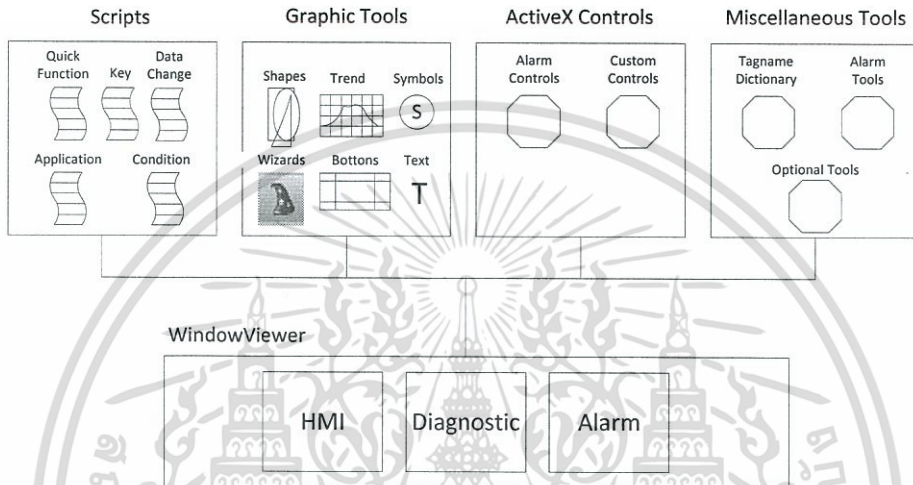 Scripts
Graphic Tools
ActiveX Controls
Miscellaneous Tools
Quick Function
Key
Data Change
Application
Condition
Shapes
Trend
Symbols
S
Wizards
Bottons
Text
T
Alarm Controls
Custom Controls
Tagname Dictionary
Alarm Tools
Optional Tools
WindowViewer
HMI
Diagnostic
Alarm